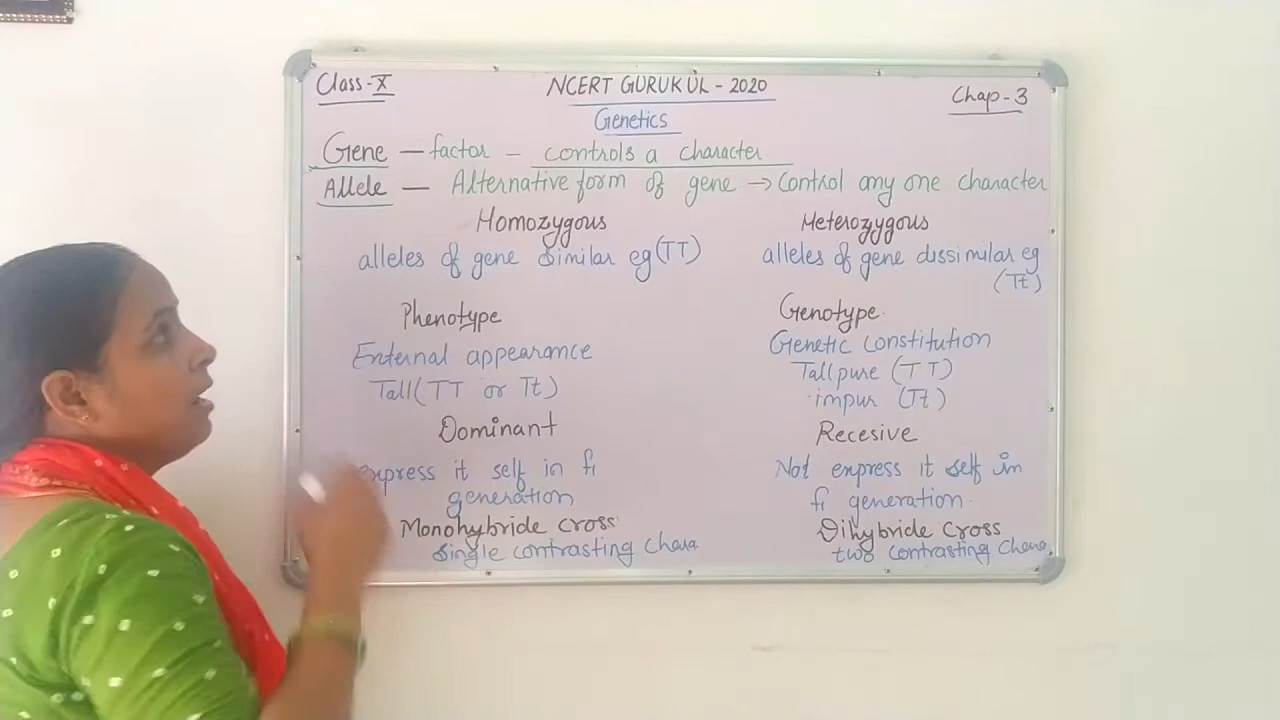 Class-X
NCERT GURUKUL - 2020
Chap-3
Genetics
Gene — factor — controls a character
Allele — Alternative form of gene → Control any one character
Homozygous
Heterozygous
alleles of gene similar eg (TT)
alleles of gene dissimilar eg
(Tt)
Phenotype
Genotype.
External appearance
Genetic constitution
Tall (TT or Tt)
Tall pure (TT)
impur (Tt)
Dominant
Recesive
express it self in f1
generation
Not express it self in
f1 generation.
Monohybride cross
Dihybride Cross
single contrasting Chara
two contrasting Chara